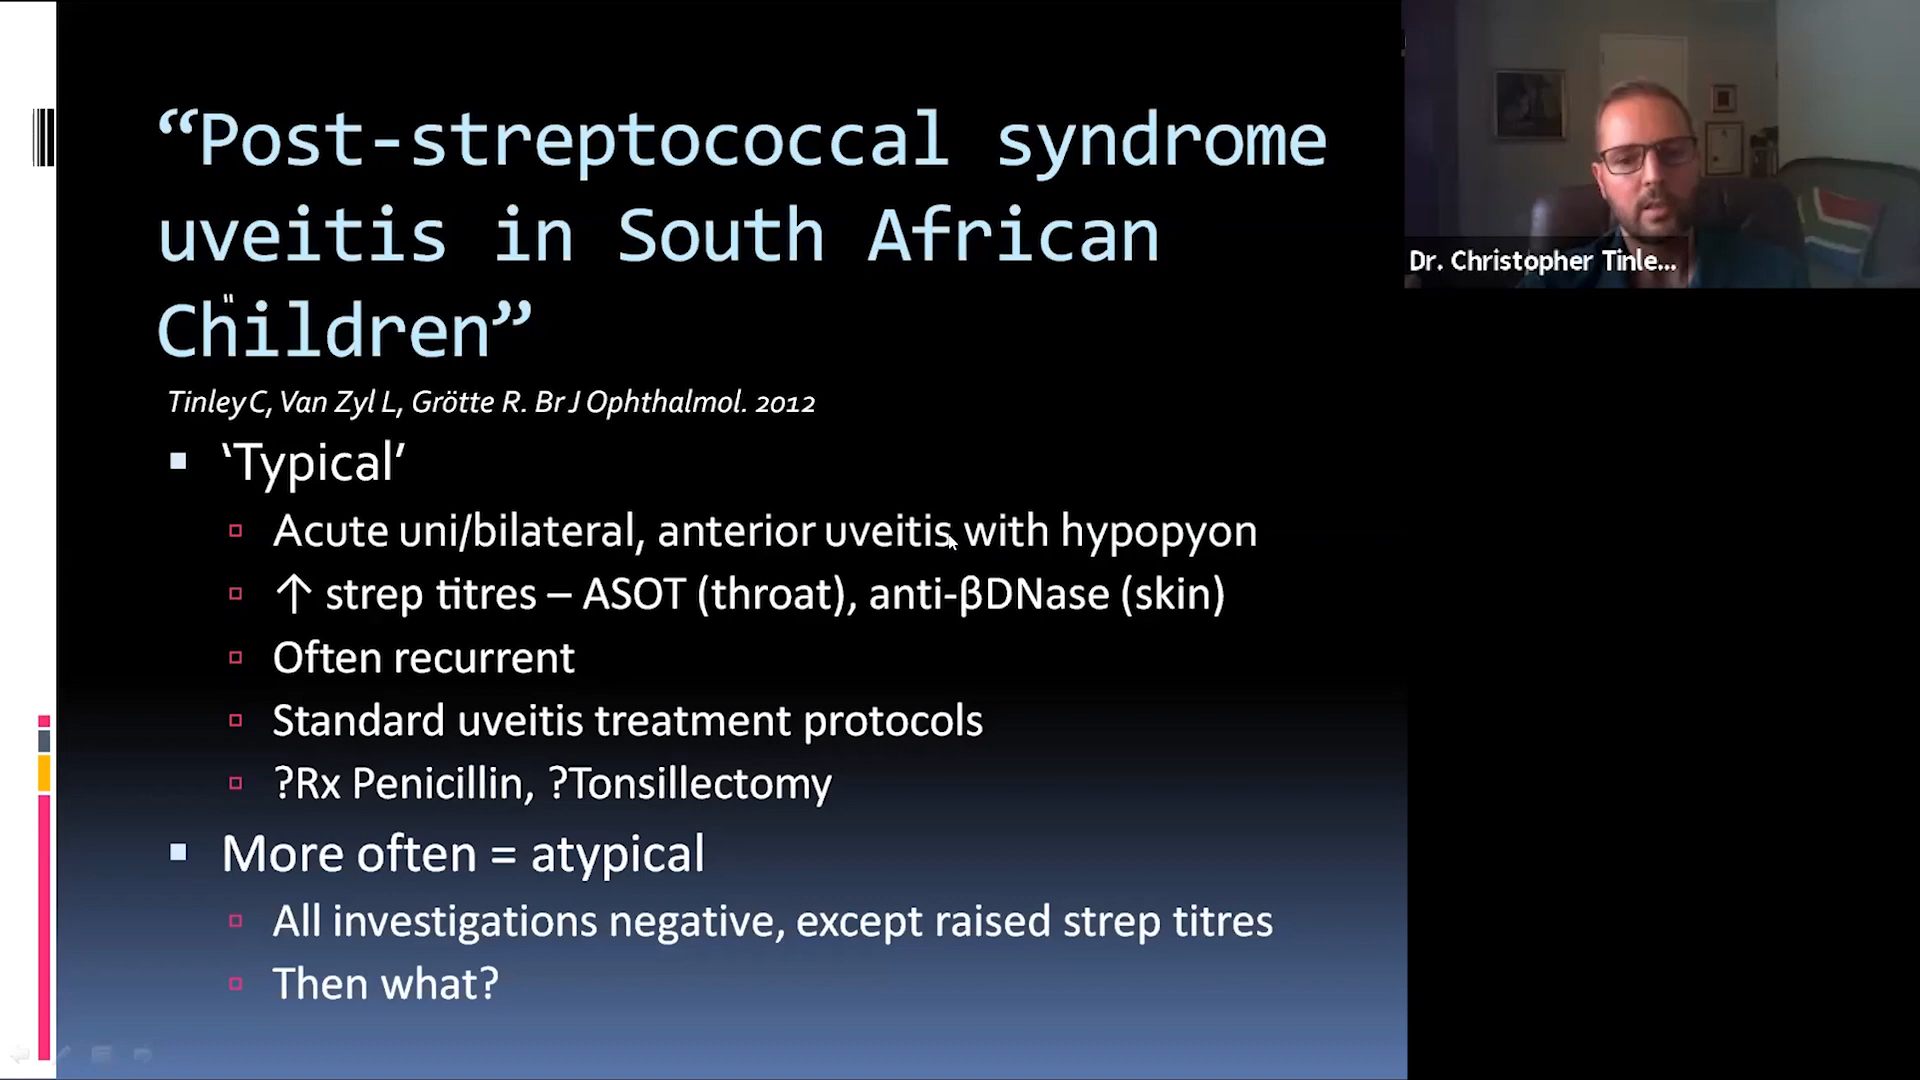 “Post-streptococcal syndrome
uveitis in South African
Children”
Tinley C, Van Zyl L, Grötte R. Br J Ophthalmol. 2012
‘Typical’
Acute uni/bilateral, anterior uveitis with hypopyon
↑ strep titres – ASOT (throat), anti-βDNase (skin)
Often recurrent
Standard uveitis treatment protocols
?Rx Penicillin, ?Tonsillectomy
More often = atypical
All investigations negative, except raised strep titres
Then what?
Dr. Christopher Tinle...